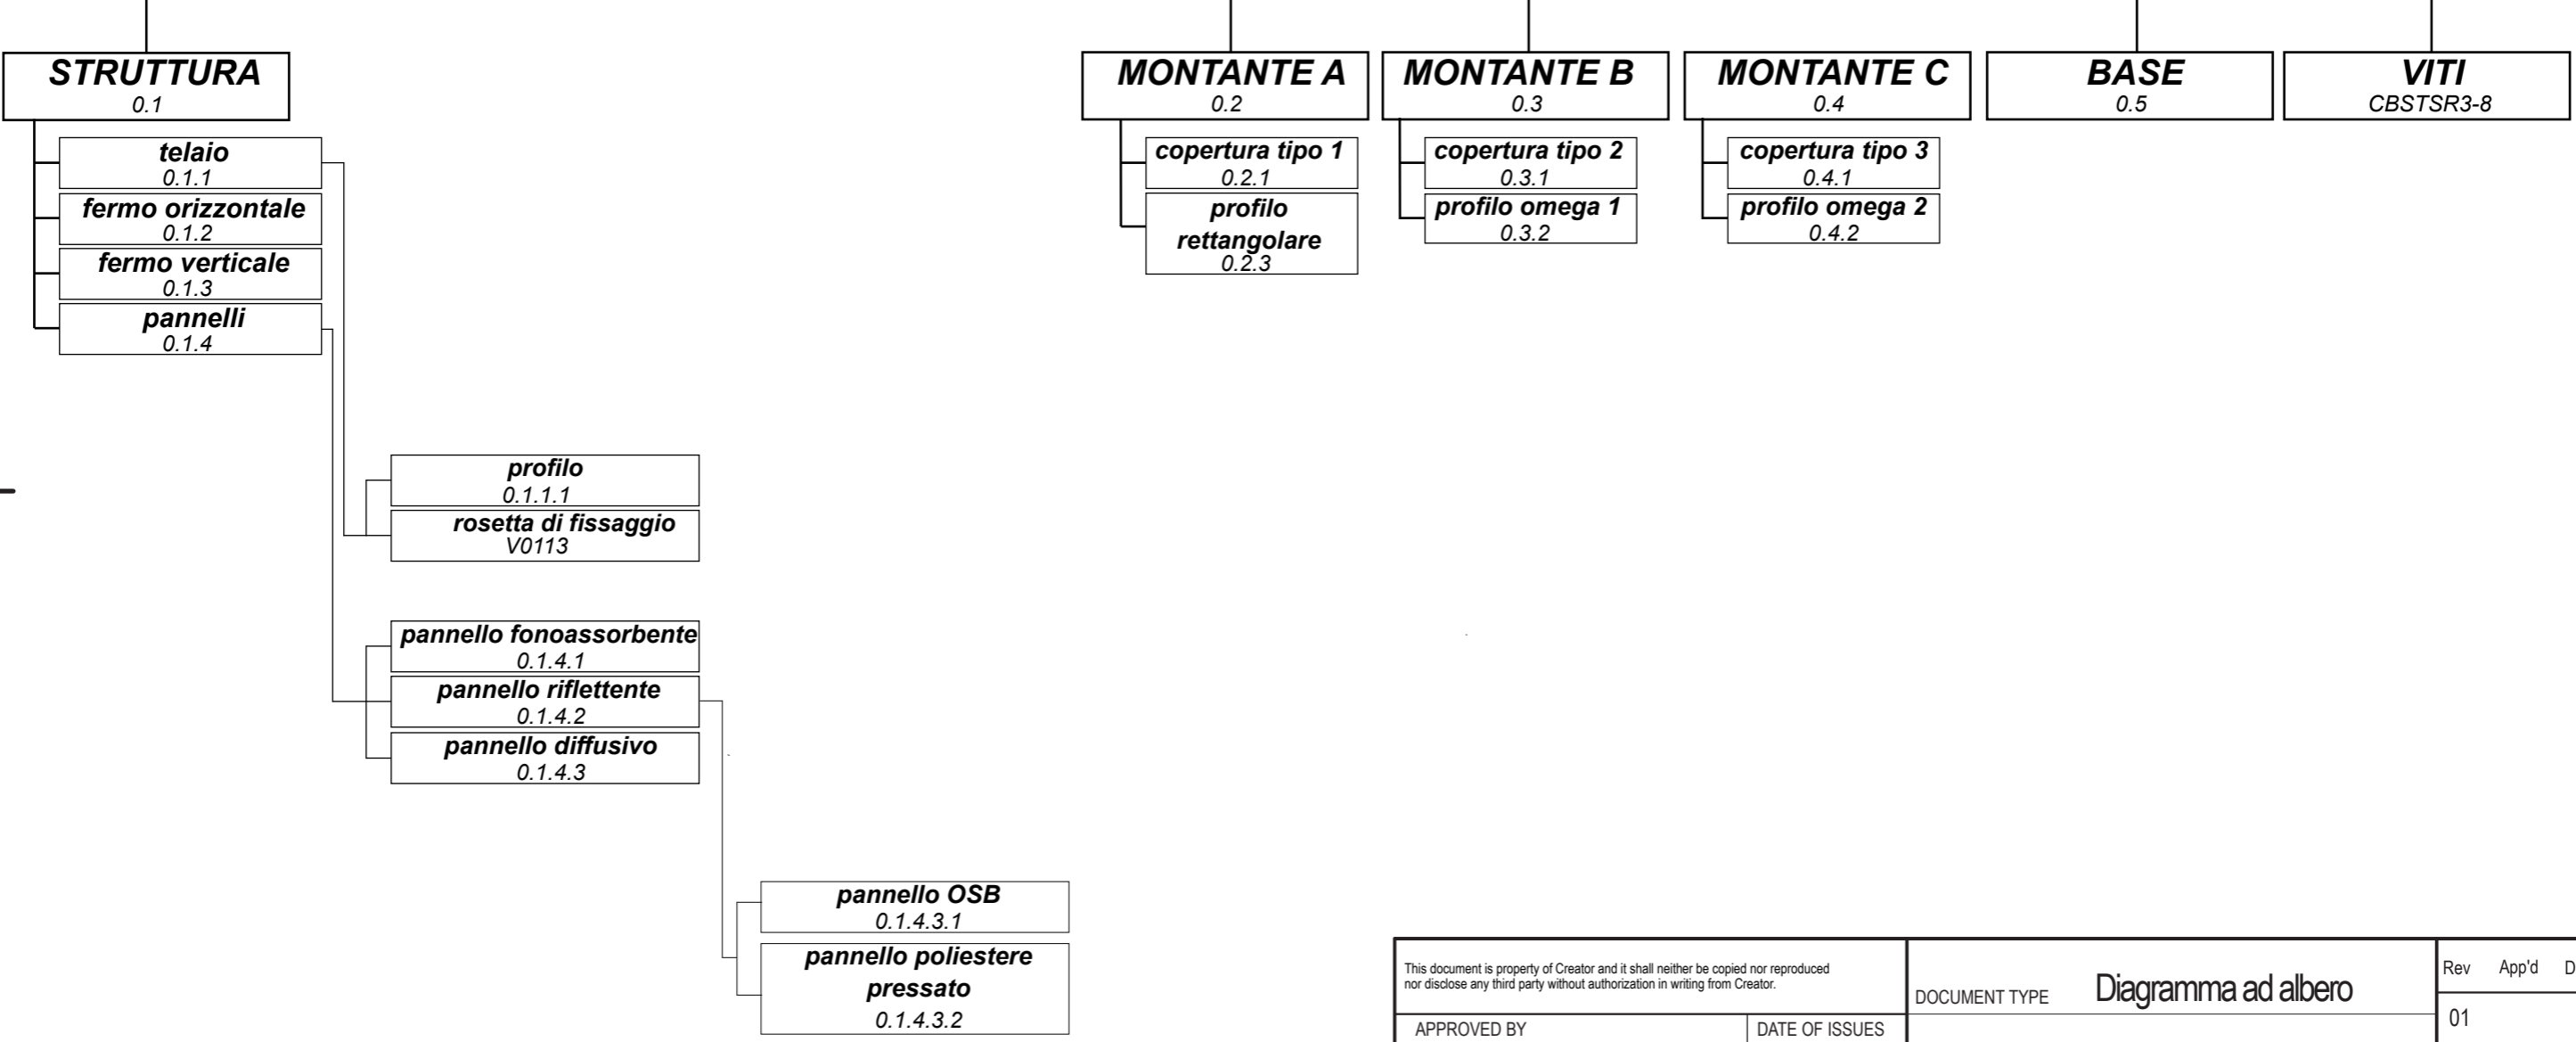 STRUTTURA
0.1
MONTANTE A
0.2
MONTANTE B
0.3
MONTANTE C
0.4
BASE
0.5
VITI
CBSTSR3-8
telaio
0.1.1
fermo orizzontale
0.1.2
fermo verticale
0.1.3
pannelli
0.1.4
copertura tipo 1
0.2.1
profilo
rettangolare
0.2.3
copertura tipo 2
0.3.1
profilo omega 1
0.3.2
copertura tipo 3
0.4.1
profilo omega 2
0.4.2
profilo
0.1.1.1
rosetta di fissaggio
V0113
pannello fonoassorbente
0.1.4.1
pannello riflettente
0.1.4.2
pannello diffusivo
0.1.4.3
pannello OSB
0.1.4.3.1
pannello poliestere
pressato
0.1.4.3.2
This document is property of Creator and it shall neither be copied nor reproduced
nor disclose any third party without authorization in writing from Creator.
APPROVED BY
DATE OF ISSUES
DOCUMENT TYPE Diagramma ad albero
Rev App'd D
01